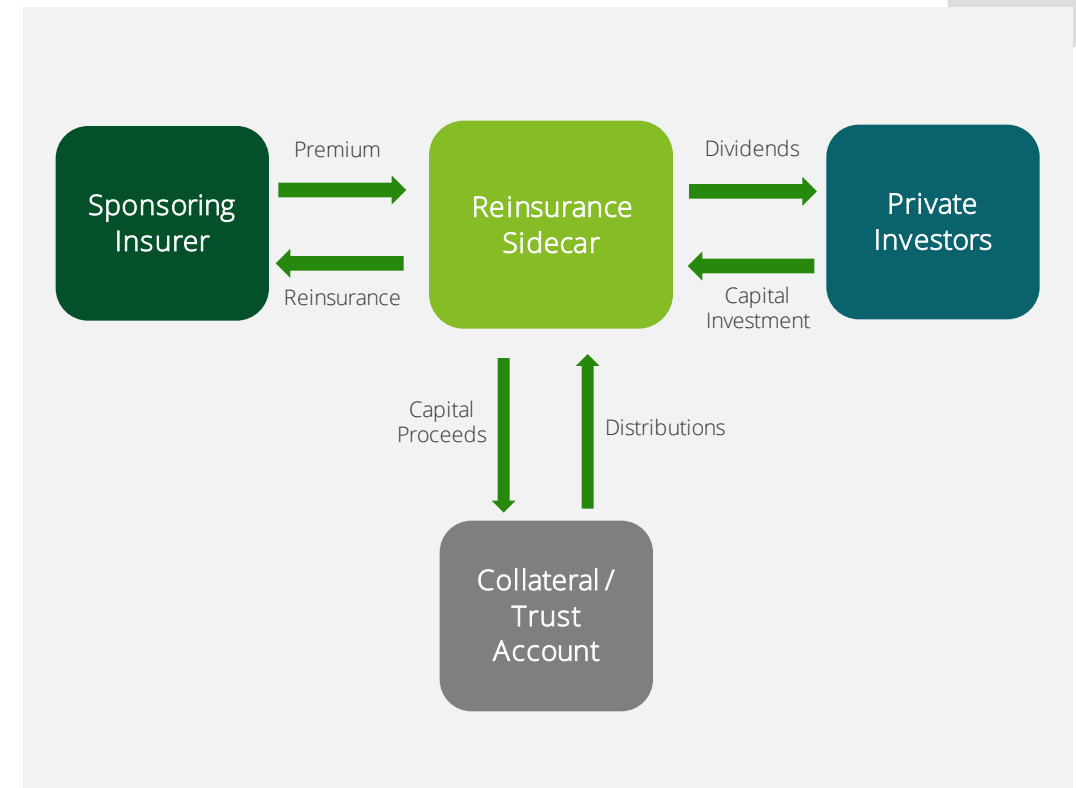 Premium
Dividends
Sponsoring
Insurer
Reinsurance
Sidecar
Private
Investors
Reinsurance
Capital
Investment
Capital
Proceeds
Distributions
Collateral /
Trust
Account